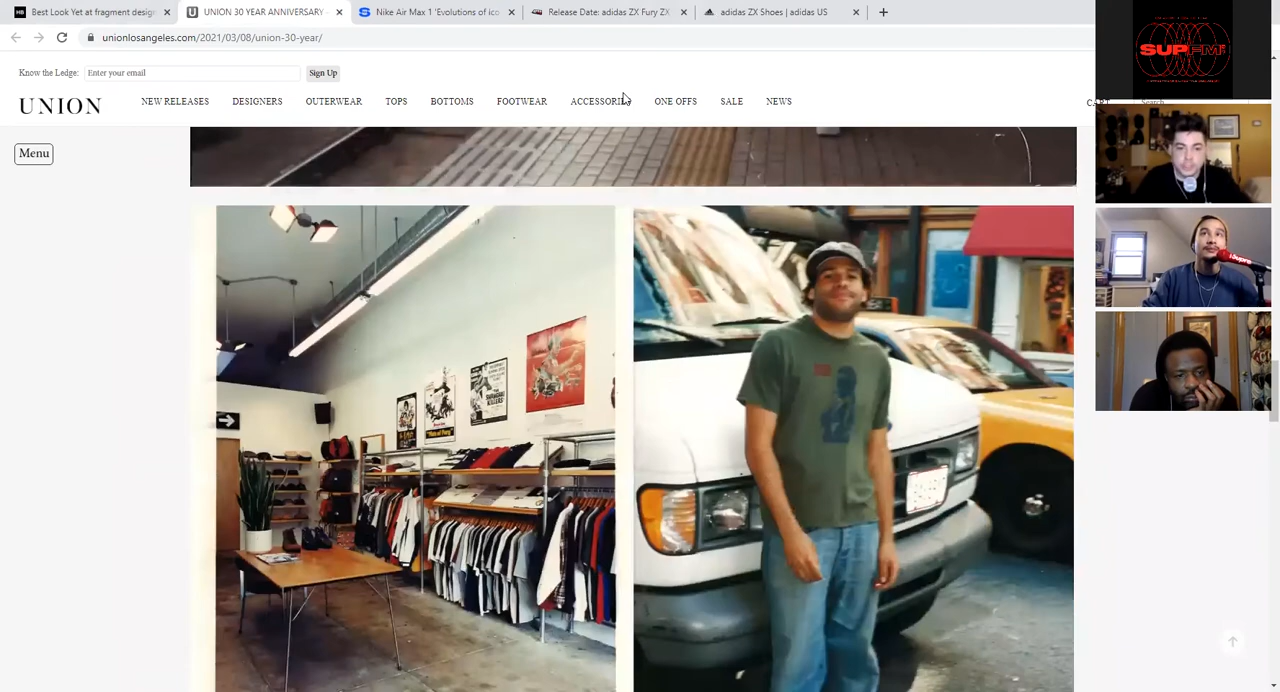 Best Look Yet at fragment desig
UNION 30 YEAR ANNIVERSARY
Nike Air Max 1 'Evolutions of ico
Release Date: adidas ZX Fury ZX
adidas ZX Shoes | adidas US
unionlosangeles.com/2021/03/08/union-30-year/
Know the Ledge: Enter your email Sign Up
UNION NEW RELEASES DESIGNERS OUTERWEAR TOPS BOTTOMS FOOTWEAR ACCESSORIES ONE OFFS SALE NEWS CART Search
Menu
SUPFM